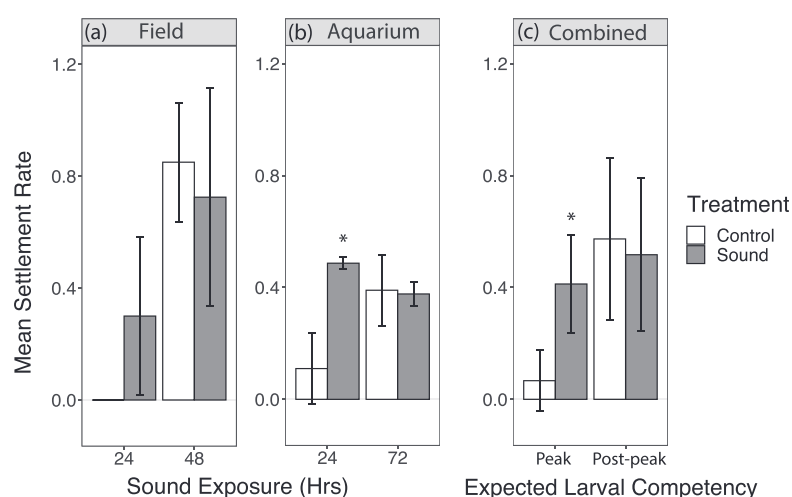 (a) Field
(b) Aquarium
(c) Combined
Mean Settlement Rate
1.2
0.8
0.4
0.0
1.2
0.8
0.4
0.0
1.2
0.8
0.4
0.0
*
*
24
48
24
72
Peak
Post-peak
Sound Exposure (Hrs)
Expected Larval Competency
Treatment
Control
Sound